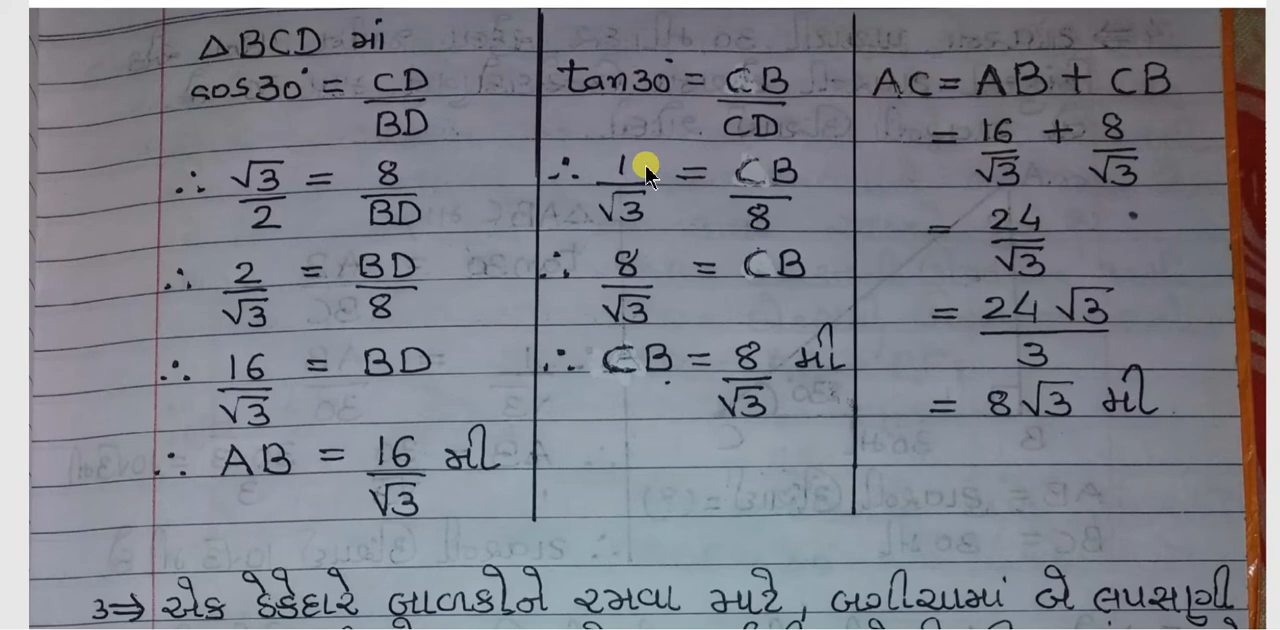 △BCD માં
cos30° = CD/BD
∴ √3/2 = 8/BD
∴ 2/√3 = BD/8
∴ 16/√3 = BD
∴ AB = 16/√3 મી
tan30° = CB/CD
∴ 1/√3 = CB/8
∴ 8/√3 = CB
∴ CB = 8/√3 મી
AC = AB + CB
= 16/√3 + 8/√3
= 24/√3
= 24√3/3
= 8√3 મી
3⇒ એક ઠેકેદારે બાળકોને રમવા માટે, બગીચામાં બે લપસણી